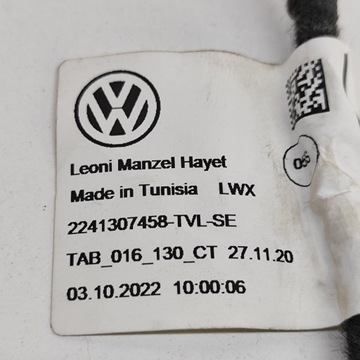 Leoni Manzel Hayet
Made in Tunisia LWX
2241307458-TVL-SE
TAB_016_130_CT 27.11.20
03.10.2022 10:00:06